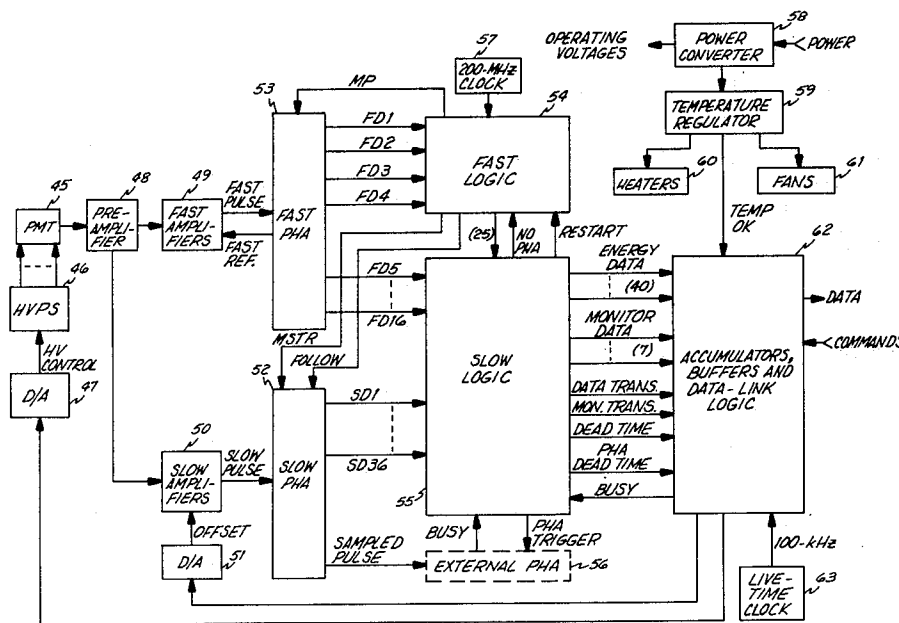 58
OPERATING
VOLTAGES
POWER
CONVERTER
POWER
57
200-MHz
CLOCK
MP
53
54
59
TEMPERATURE
REGULATOR
FD1
FD2
FD3
FD4
FAST
LOGIC
HEATERS
60
FANS
61
45
48
49
PMT
PRE-
AMPLIFIER
FAST
AMPLI-
FIERS
FAST
PULSE
FAST
REF.
FAST
PHA
(25)
NO
PHA
RESTART
TEMP
OK
62
46
HVPS
FD5
FD16
ENERGY
DATA
(40)
DATA
HV
CONTROL
MSTR
FOLLOW
MONITOR
DATA
(7)
COMMANDS
D/A
47
52
SLOW
LOGIC
ACCUMULATORS,
BUFFERS AND
DATA-LINK
LOGIC
SD1
DATA TRANS.
MON. TRANS.
50
SLOW
AMPLI-
FIERS
SLOW
PULSE
SLOW
PHA
SD36
DEAD TIME
PHA
DEAD TIME
55
BUSY
OFFSET
BUSY
PHA
TRIGGER
100-kHz
D/A
51
SAMPLED
PULSE
EXTERNAL PHA
56
LIVE-
TIME
CLOCK
63